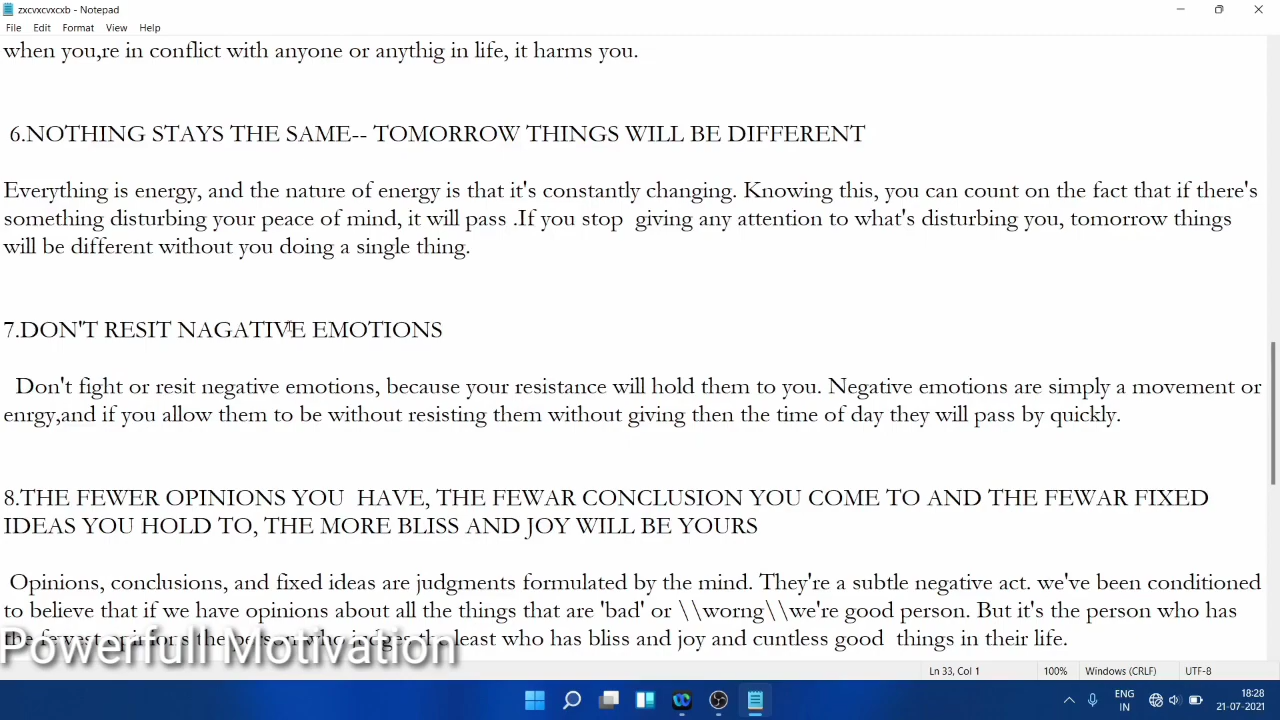 zxcvxcvxcxb - Notepad
File Edit Format View Help
when you,re in conflict with anyone or anythig in life, it harms you.
6.NOTHING STAYS THE SAME-- TOMORROW THINGS WILL BE DIFFERENT
Everything is energy, and the nature of energy is that it's constantly changing. Knowing this, you can count on the fact that if there's
something disturbing your peace of mind, it will pass .If you stop  giving any attention to what's disturbing you, tomorrow things
will be different without you doing a single thing.
7.DON'T RESIT NAGATIVE EMOTIONS
Don't fight or resit negative emotions, because your resistance will hold them to you. Negative emotions are simply a movement or
enrgy,and if you allow them to be without resisting them without giving then the time of day they will pass by quickly.
8.THE FEWER OPINIONS YOU  HAVE, THE FEWAR CONCLUSION YOU COME TO AND THE FEWAR FIXED
IDEAS YOU HOLD TO, THE MORE BLISS AND JOY WILL BE YOURS
Opinions, conclusions, and fixed ideas are judgments formulated by the mind. They're a subtle negative act. we've been conditioned
to believe that if we have opinions about all the things that are 'bad' or \\worng\\we're good person. But it's the person who has
the fewest opinions the person who judges the least who has bliss and joy and cuntless good  things in their life.
Powerfull Motivation
Ln 33, Col 1 100% Windows (CRLF) UTF-8
ENG 18:28
IN 21-07-2021